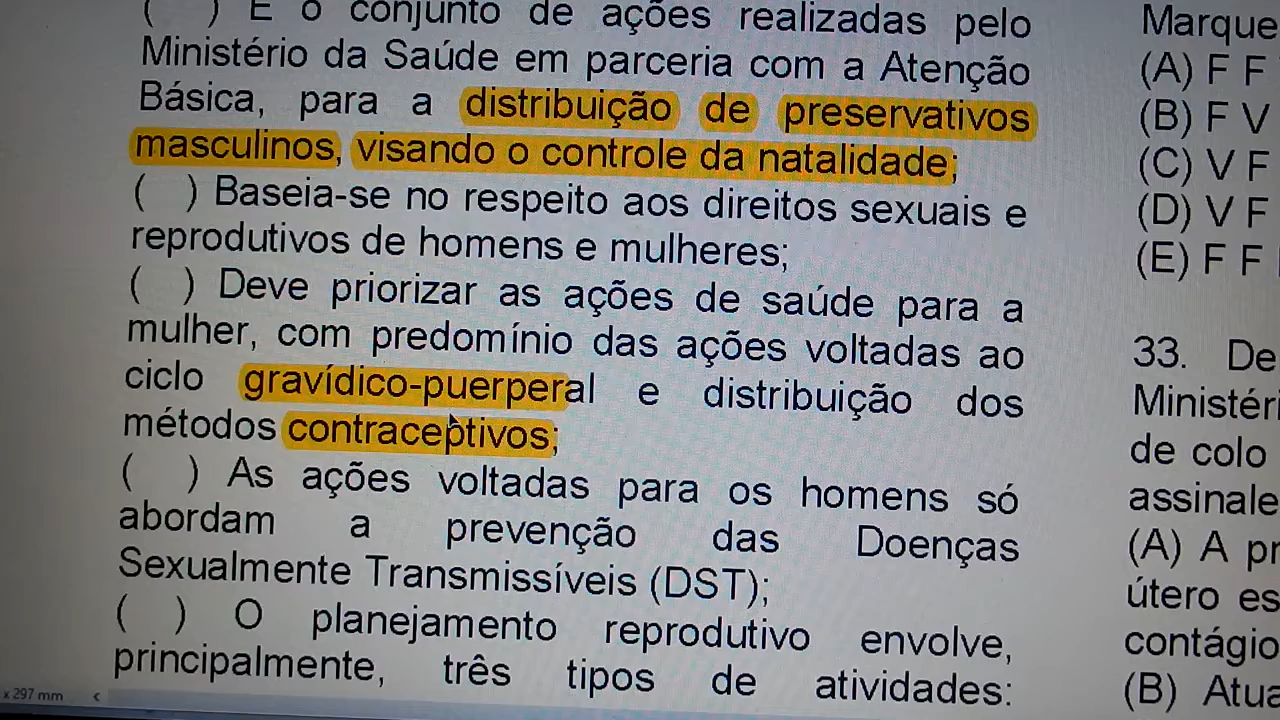 ( ) É o conjunto de ações realizadas pelo
Ministério da Saúde em parceria com a Atenção
Básica, para a distribuição de preservativos
masculinos, visando o controle da natalidade;
( ) Baseia-se no respeito aos direitos sexuais e
reprodutivos de homens e mulheres;
( ) Deve priorizar as ações de saúde para a
mulher, com predomínio das ações voltadas ao
ciclo gravídico-puerperal e distribuição dos
métodos contraceptivos;
( ) As ações voltadas para os homens só
abordam a prevenção das Doenças
Sexualmente Transmissíveis (DST);
( ) O planejamento reprodutivo envolve,
principalmente, três tipos de atividades:
Marque
(A) F F
(B) F V
(C) V F
(D) V F
(E) F F
33. De
Ministéri
de colo
assinale
(A) A pr
útero es
contágio
(B) Atua
x 297 mm